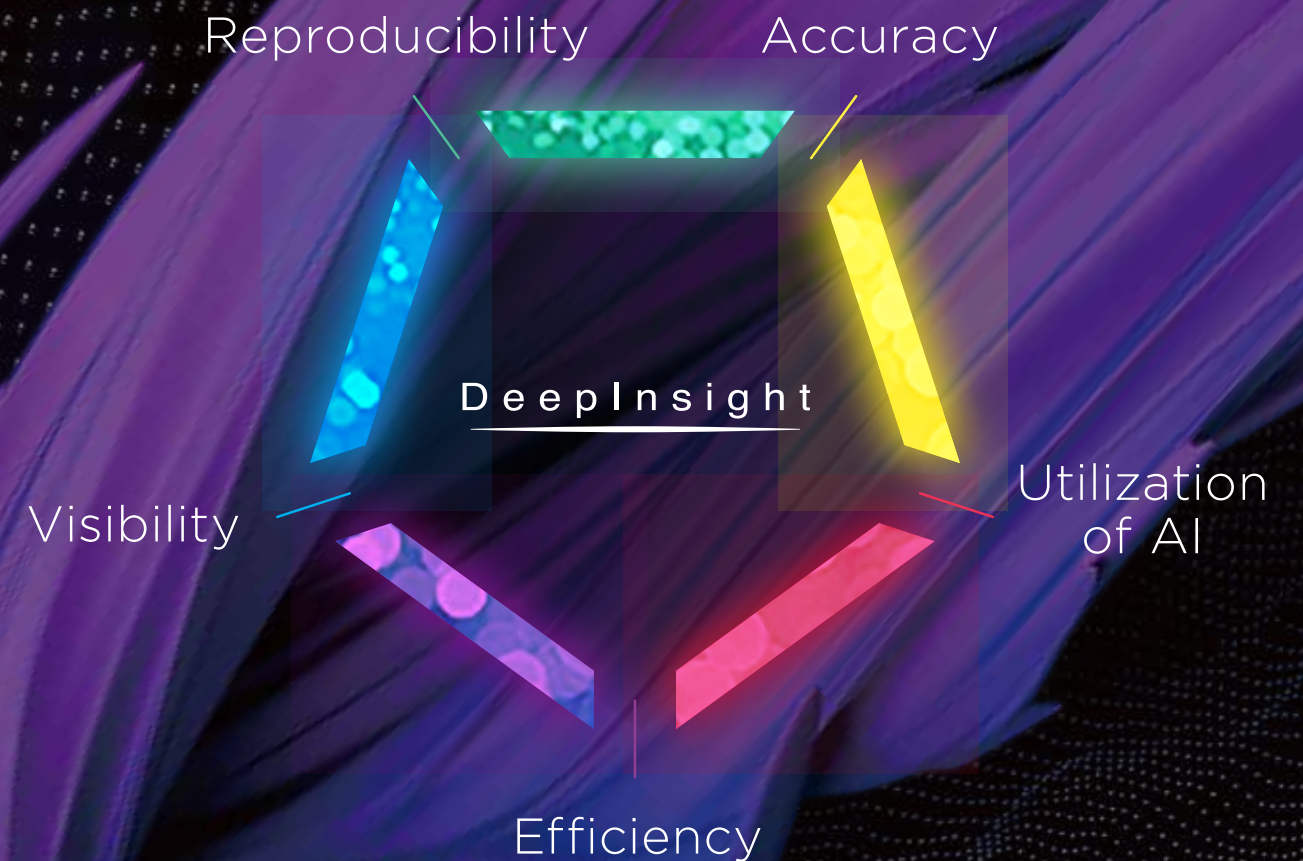 Reproducibility
Accuracy
DeepInsight
Visibility
Utilization
of AI
Efficiency